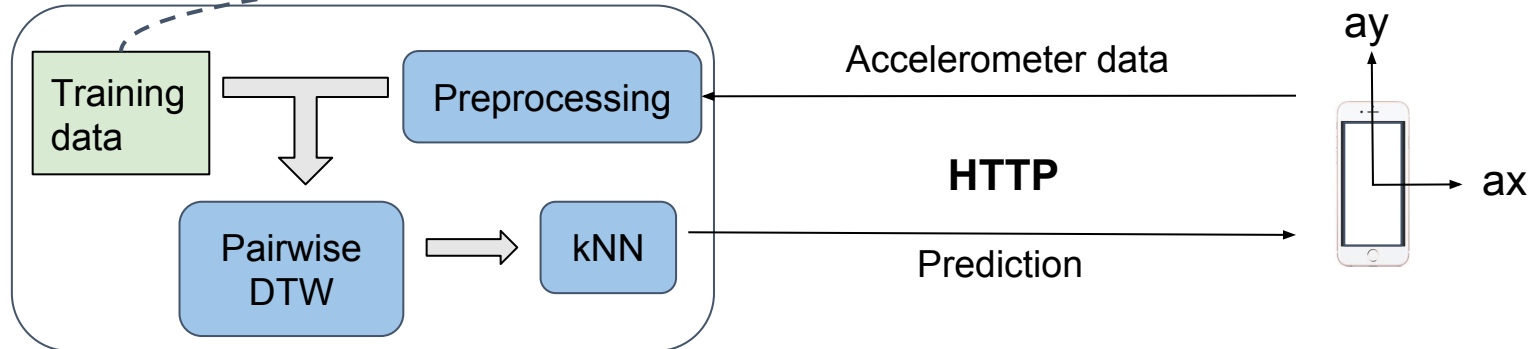 ay
Accelerometer data
Training
data
Preprocessing
HTTP
ax
Pairwise
DTW
kNN
Prediction